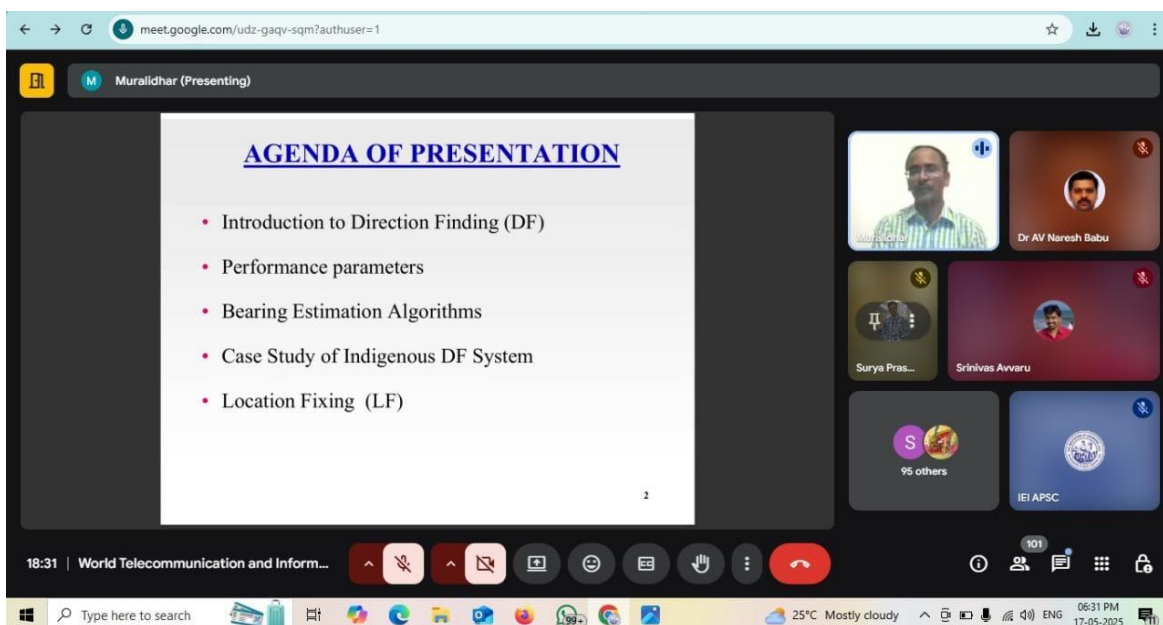 meet.google.com/udz-gaqv-sqm?authuser=1
M Muralidhar (Presenting)
AGENDA OF PRESENTATION
• Introduction to Direction Finding (DF)
• Performance parameters
• Bearing Estimation Algorithms
• Case Study of Indigenous DF System
• Location Fixing (LF)
2
Muralidhar
Dr AV Naresh Babu
Surya Pras...
Srinivas Avvaru
S
95 others
IEI APSC
18:31 | World Telecommunication and Inform...
101
Type here to search
99+
25°C Mostly cloudy
ENG
06:31 PM
17-05-2025